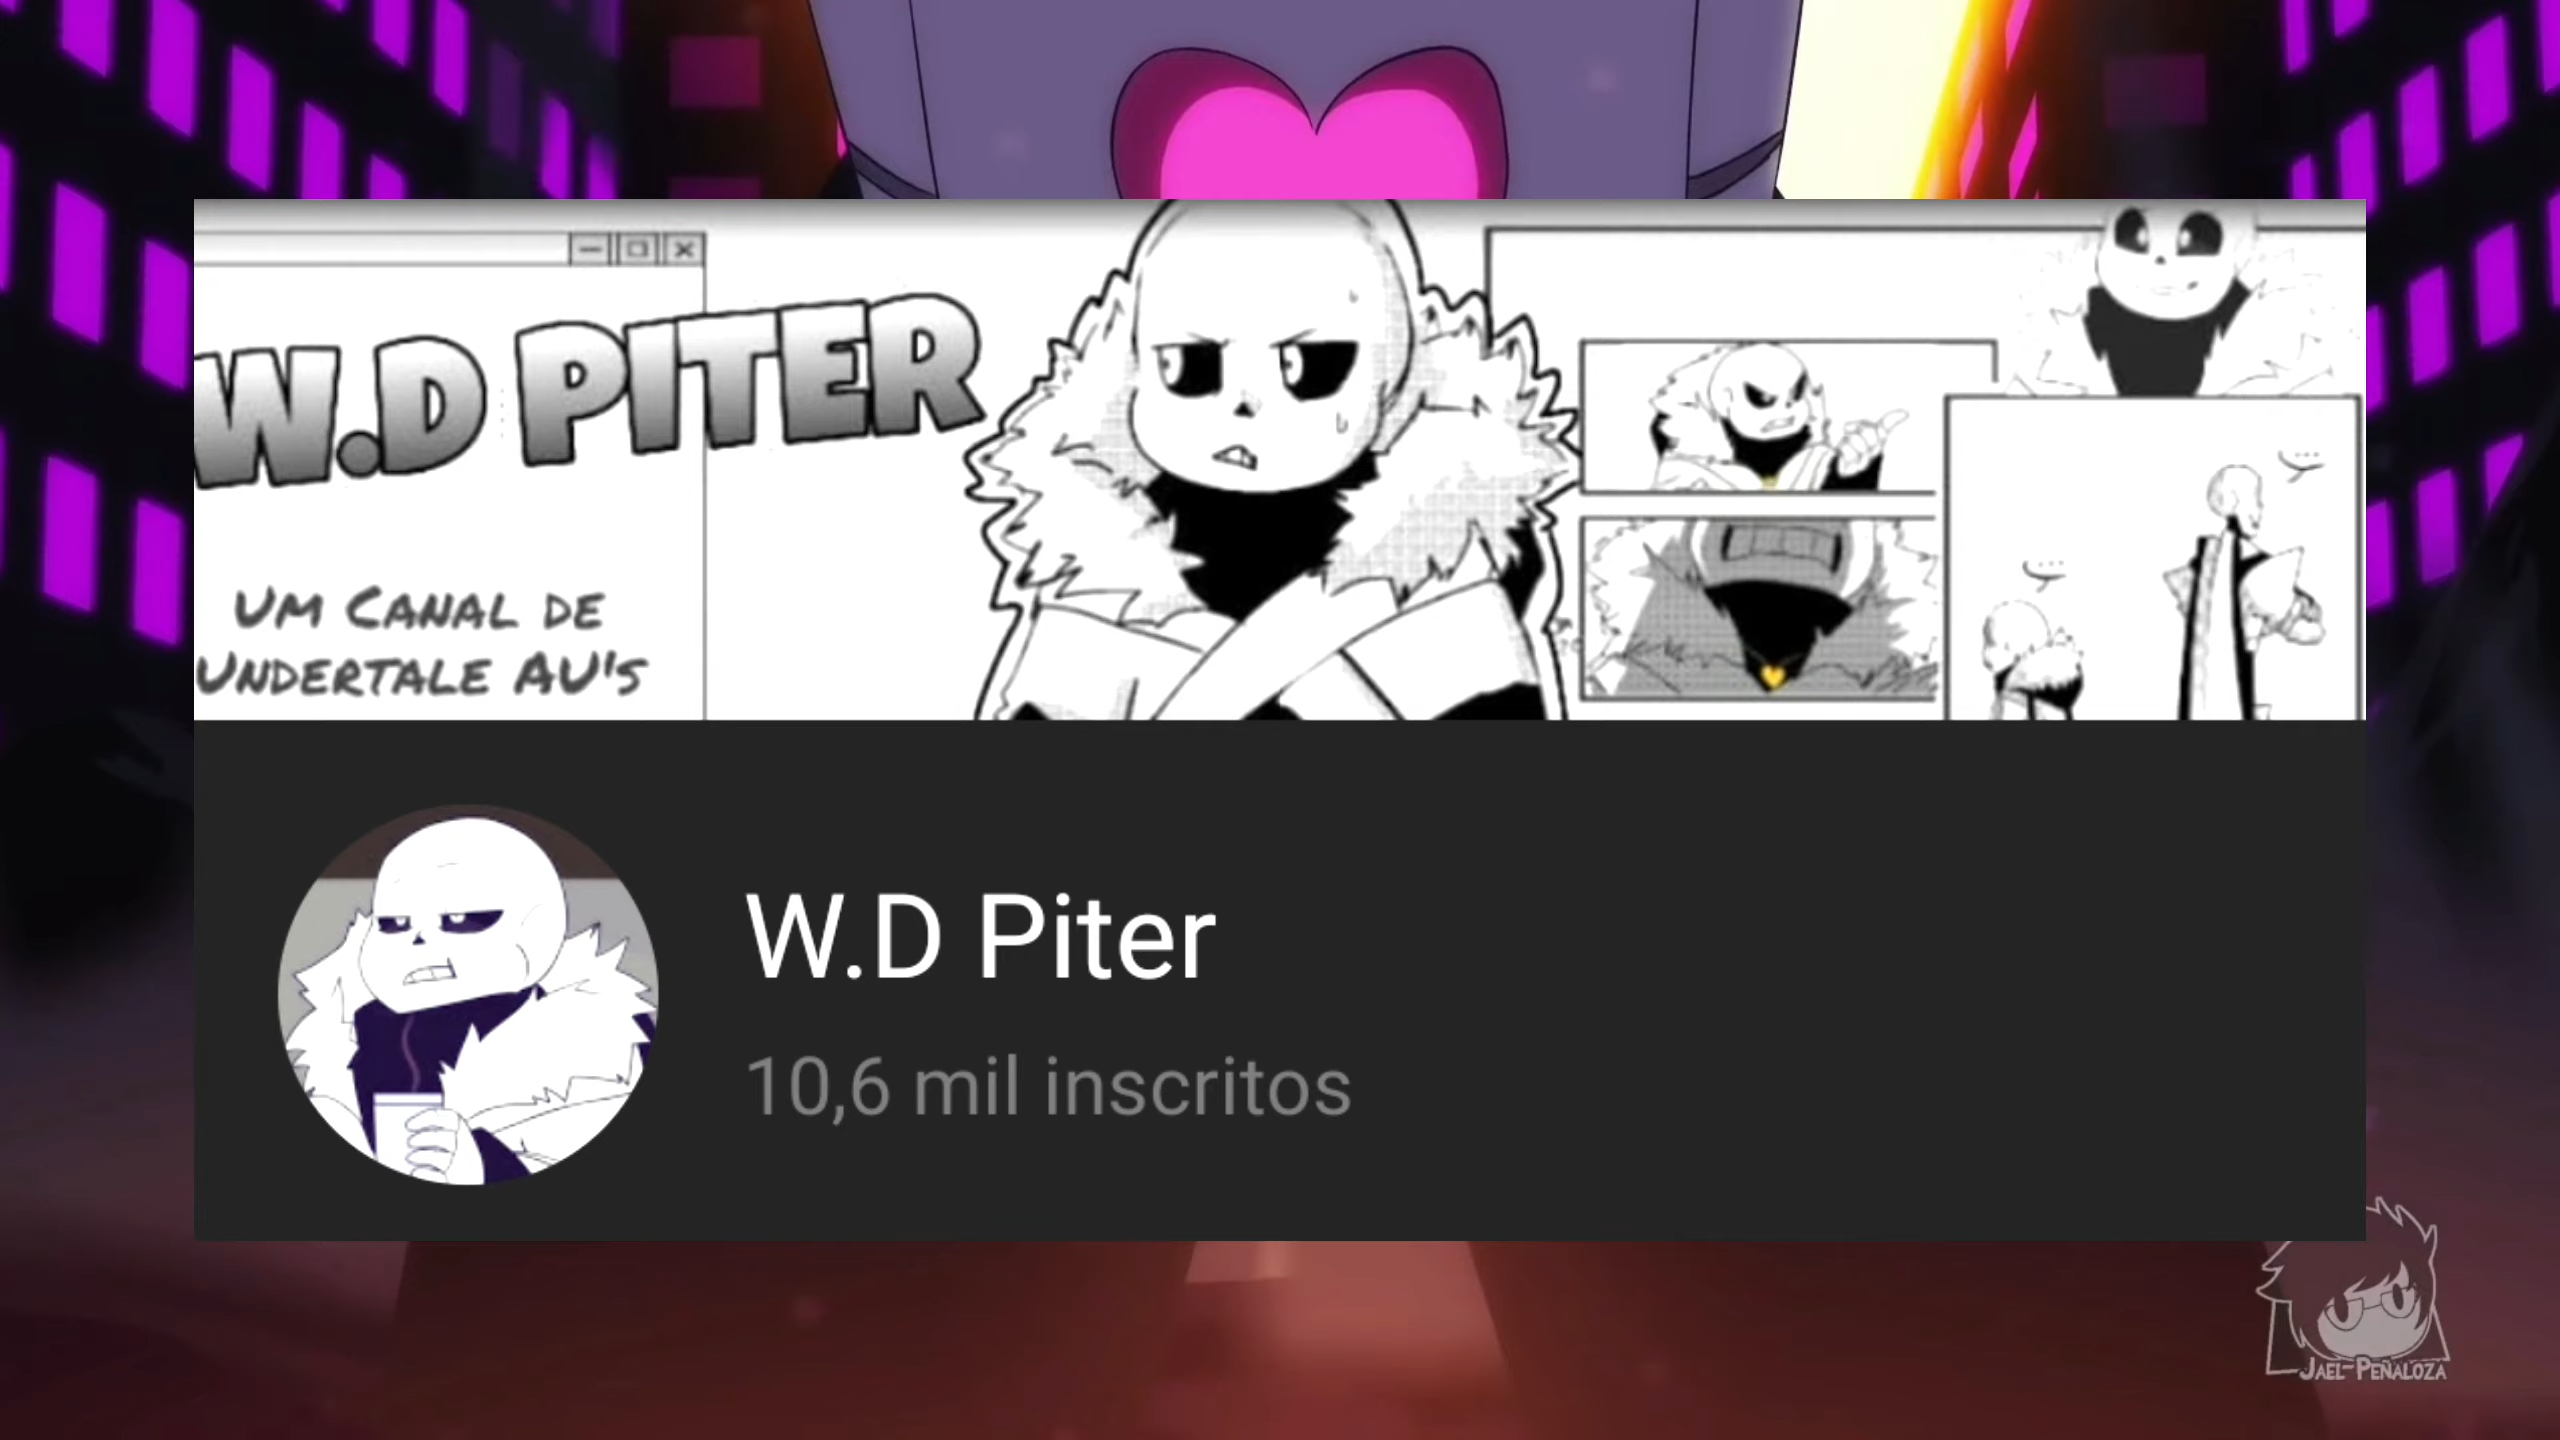 W.D PITER
UM CANAL DE
UNDERTALE AU'S
W.D Piter
10,6 mil inscritos
JAEL-PEÑALOZA